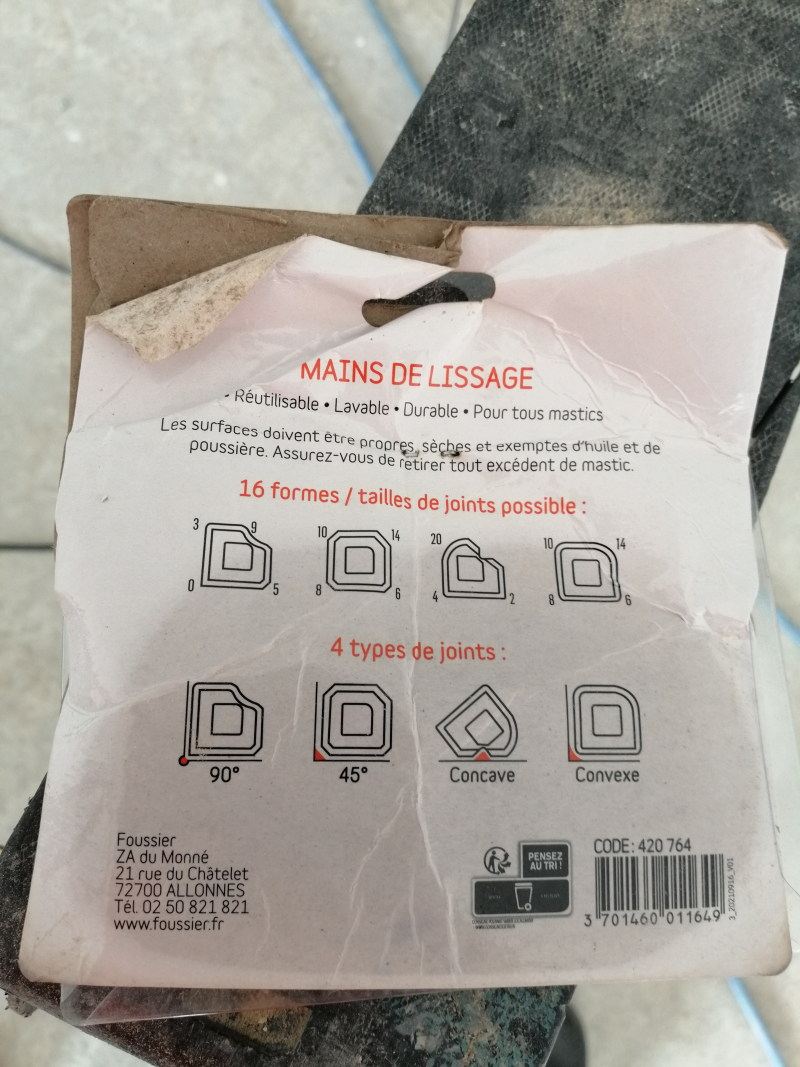 MAINS DE LISSAGE
• Réutilisable • Lavable • Durable • Pour tous mastics
Les surfaces doivent être propres, sèches et exemptes d'huile et de
poussière. Assurez-vous de retirer tout excédent de mastic.
16 formes / tailles de joints possible :
3 9 10 14 20 10 14
0 5 8 6 4 2 8 6
4 types de joints :
90° 45° Concave Convexe
Foussier
ZA du Monné
21 rue du Châtelet
72700 ALLONNES
Tél. 02 50 821 821
www.foussier.fr
PENSEZ
AU TRI !
CODE: 420 764
3 701460 011649
3_20210916_V01